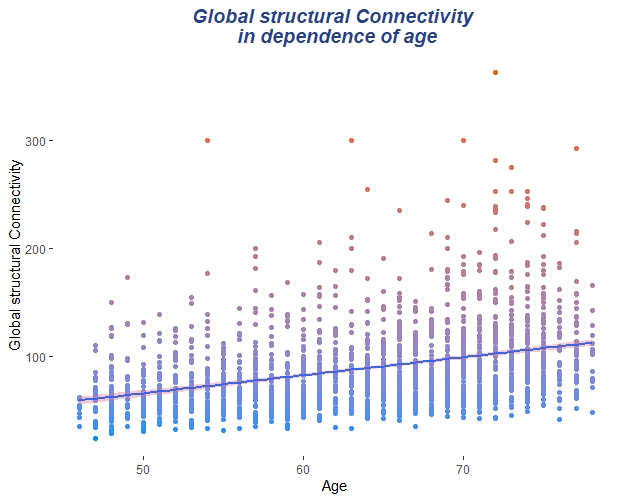 Global structural Connectivity
in dependence of age
Global structural Connectivity
300
200
100
50
60
70
Age